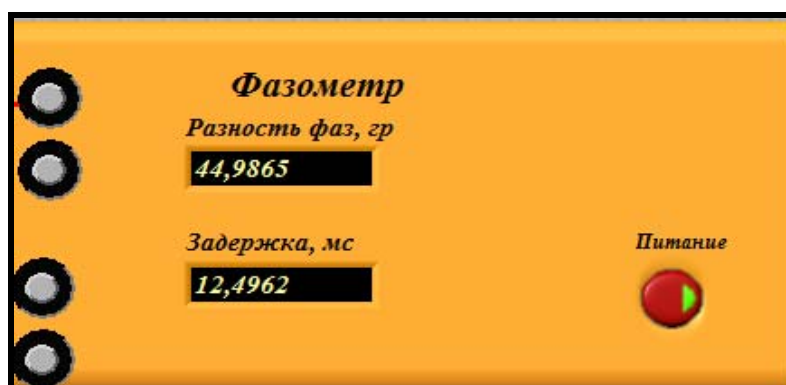 Фазометр
Разность фаз, гр
44,9865
Задержка, мс
12,4962
Питание